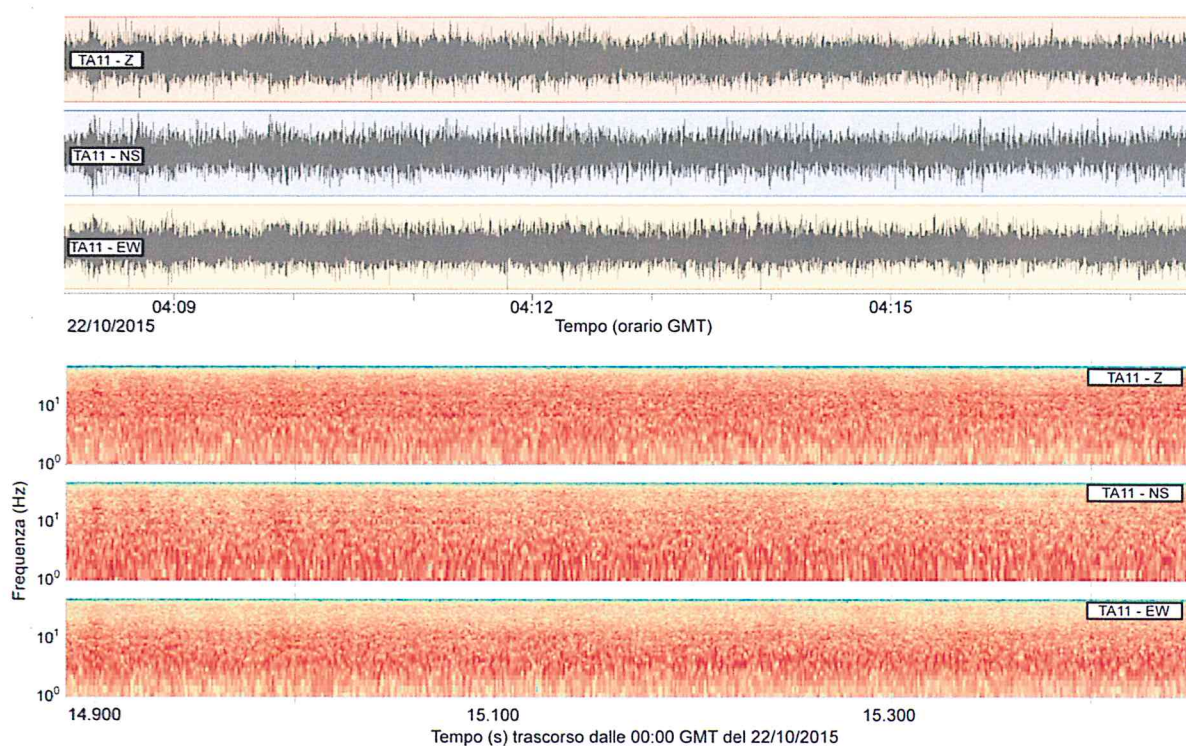 TA11 - Z
TA11 - NS
TA11 - EW
04:09 04:12 04:15
22/10/2015 Tempo (orario GMT)
TA11 - Z
10¹
10⁰
TA11 - NS
10¹
10⁰
TA11 - EW
10¹
10⁰
Frequenza (Hz)
14.900 15.100 15.300
Tempo (s) trascorso dalle 00:00 GMT del 22/10/2015